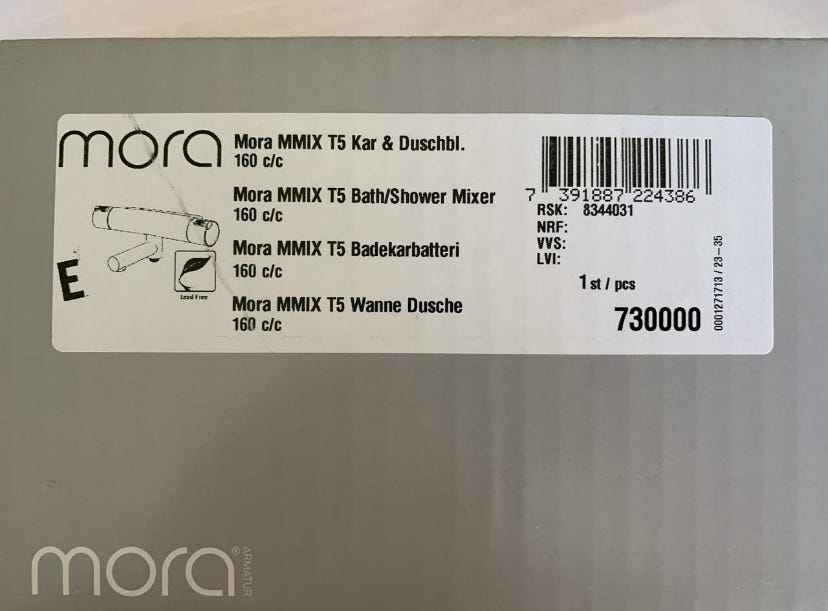 mora
Mora MMIX T5 Kar & Duschbl.
160 c/c
Mora MMIX T5 Bath/Shower Mixer
160 c/c
Mora MMIX T5 Badekarbatteri
160 c/c
Mora MMIX T5 Wanne Dusche
160 c/c
E
Lead Free
7 391887 224386
RSK: 8344031
NRF:
VVS:
LVI:
1 st / pcs
730000
0001271713 / 23-35
mora® ARMATUR